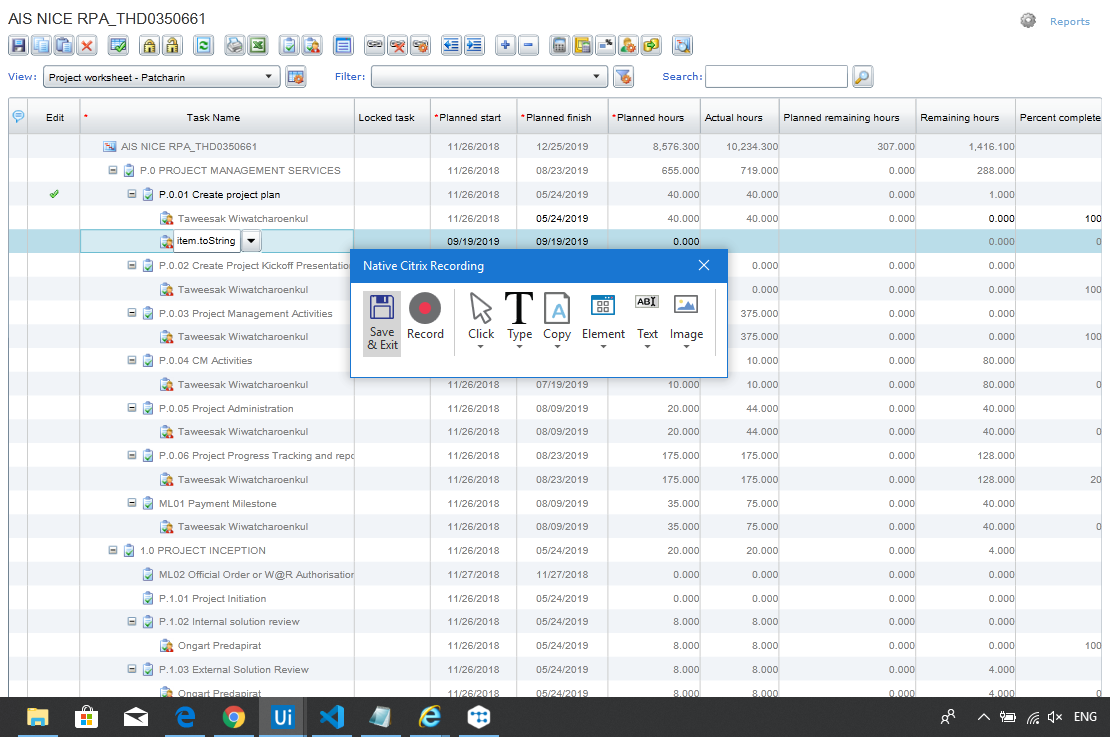 AIS NICE RPA_THD0350661
Reports
View: Project worksheet - Patcharin Filter: Search:
Edit * Task Name Locked task *Planned start *Planned finish *Planned hours Actual hours Planned remaining hours Remaining hours Percent complete
AIS NICE RPA_THD0350661 11/26/2018 12/25/2019 8,576.300 10,234.300 307.000 1,416.100
P.0 PROJECT MANAGEMENT SERVICES 11/26/2018 08/23/2019 655.000 719.000 0.000 288.000
P.0.01 Create project plan 11/26/2018 05/24/2019 40.000 40.000 0.000 1.000
Taweesak Wiwatcharoenkul 11/26/2018 05/24/2019 40.000 40.000 0.000 0.000 100
item.toString 09/19/2019 09/19/2019 0.000 0.000 0
P.0.02 Create Project Kickoff Presentation 0.000 0.000 0.000
Taweesak Wiwatcharoenkul 0.000 0.000 0.000 100
P.0.03 Project Management Activities 375.000 0.000 0.000
Taweesak Wiwatcharoenkul 375.000 0.000 0.000 100
P.0.04 CM Activities 10.000 0.000 80.000
Native Citrix Recording
Save & Exit
Record
Click
Type
Copy
A
Element
ABI
Text
Image
Taweesak Wiwatcharoenkul 11/26/2018 07/19/2019 10.000 10.000 0.000 80.000 0
P.0.05 Project Administration 11/26/2018 08/09/2019 20.000 44.000 0.000 40.000
Taweesak Wiwatcharoenkul 11/26/2018 08/09/2019 20.000 44.000 0.000 40.000 0
P.0.06 Project Progress Tracking and repo 11/26/2018 08/23/2019 175.000 175.000 0.000 128.000
Taweesak Wiwatcharoenkul 11/26/2018 08/23/2019 175.000 175.000 0.000 128.000 20
ML01 Payment Milestone 11/26/2018 08/09/2019 35.000 75.000 0.000 40.000
Taweesak Wiwatcharoenkul 11/26/2018 08/09/2019 35.000 75.000 0.000 40.000 0
1.0 PROJECT INCEPTION 11/26/2018 05/24/2019 20.000 20.000 0.000 4.000
ML02 Official Order or W@R Authorisation 11/27/2018 11/27/2018 0.000 0.000 0.000 0.000
P.1.01 Project Initiation 11/26/2018 05/24/2019 0.000 0.000 0.000 0.000
P.1.02 Internal solution review 11/26/2018 05/24/2019 8.000 8.000 0.000 0.000
Ongart Predapirat 11/26/2018 05/24/2019 8.000 8.000 0.000 0.000 100
P.1.03 External Solution Review 11/26/2018 05/24/2019 8.000 8.000 0.000 4.000
Ongart Predapirat 11/26/2018 05/24/2019 8.000 8.000 0.000 4.000 0
Ui
ENG